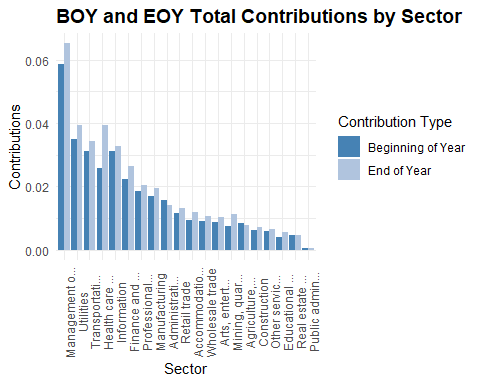 BOY and EOY Total Contributions by Sector
Contributions
0.06
0.04
0.02
0.00
Management o...
Utilities
Transportati...
Health care ...
Information
Finance and ...
Professional...
Manufacturing
Administrati...
Retail trade
Accommodatio...
Wholesale trade
Arts, entert...
Mining, quar...
Agriculture,...
Construction
Other servic...
Educational ...
Real estate ...
Public admin...
Sector
Contribution Type
Beginning of Year
End of Year